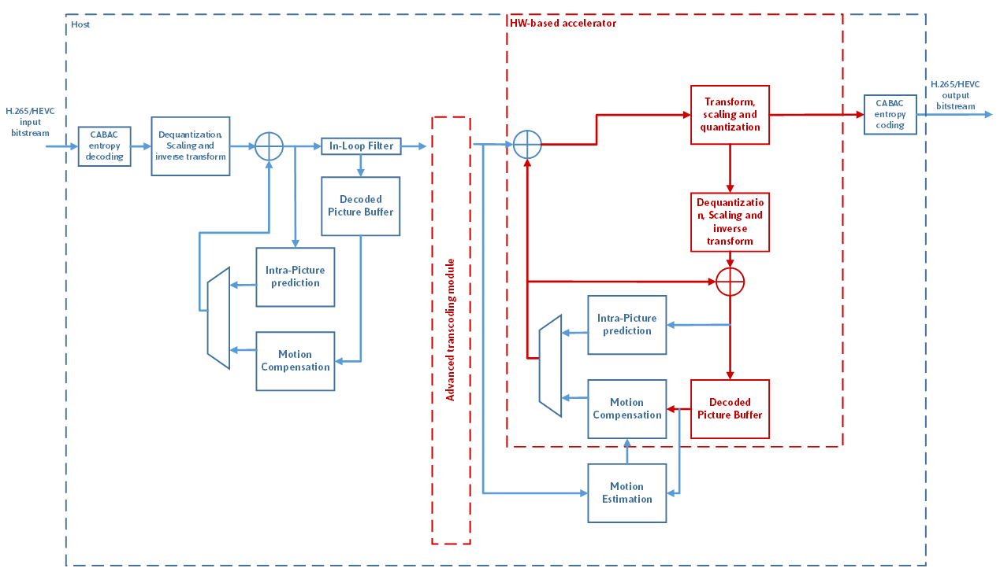 Host
HW-based accelerator
H.265/HEVC
input
bitstream
CABAC
entropy
decoding
Dequantization,
Scaling and
inverse transform
In-Loop Filter
Decoded
Picture Buffer
Intra-Picture
prediction
Motion
Compensation
Advanced transcoding module
Transform,
scaling and
quantization
Dequantizatio
n, Scaling and
inverse
transform
Intra-Picture
prediction
Motion
Compensation
Decoded
Picture Buffer
Motion
Estimation
CABAC
entropy
coding
H.265/HEVC
output
bitstream